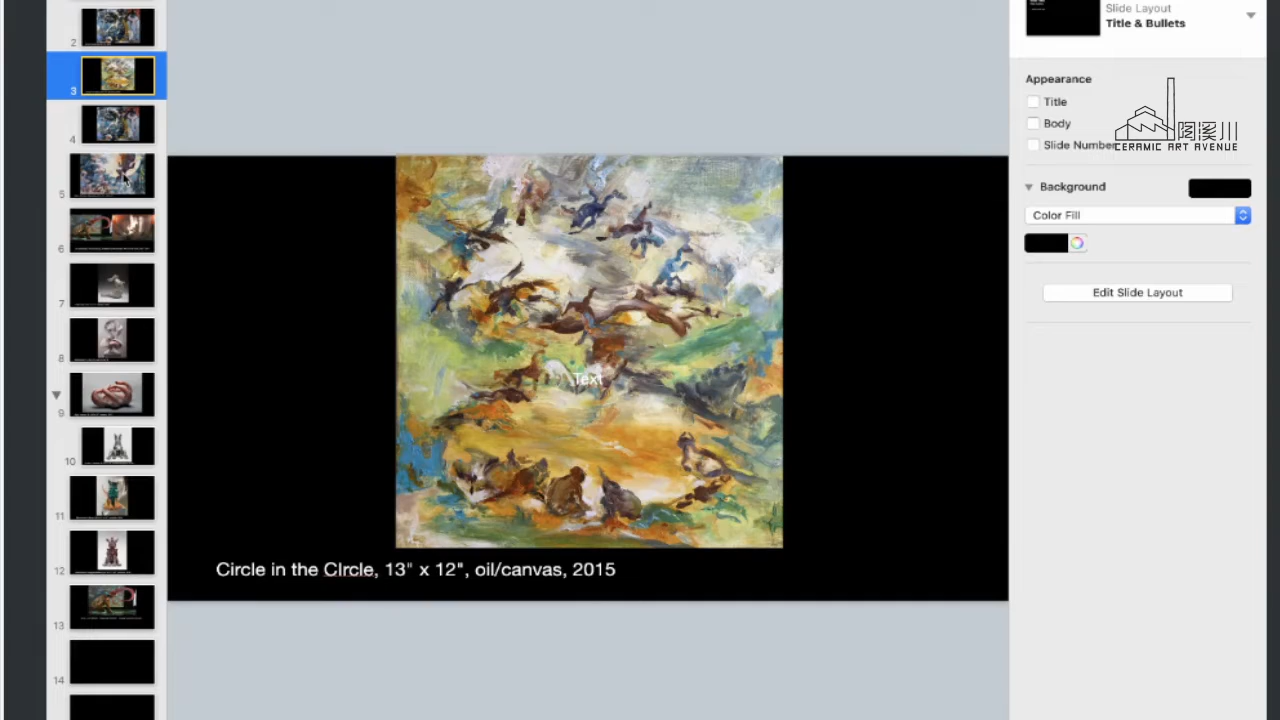 Slide Layout
Title & Bullets
Appearance
Title
Body
Slide Number
陶溪川
CERAMIC ART AVENUE
Background
Color Fill
Edit Slide Layout
2
3
4
5
6
7
8
9
10
11
12
13
14
Text
Circle in the CIrcle, 13" x 12", oil/canvas, 2015